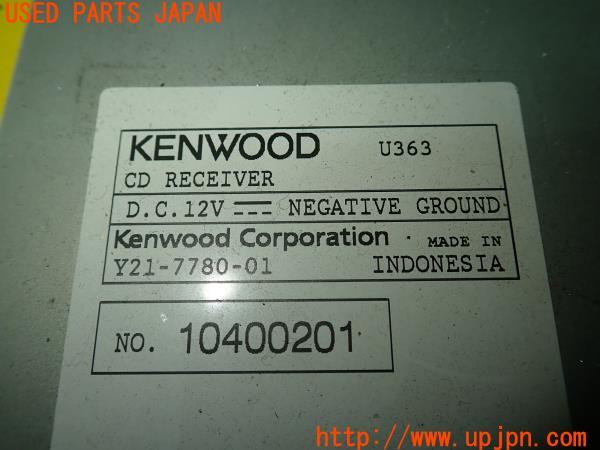 USED PARTS JAPAN
KENWOOD U363
CD RECEIVER
D.C.12V NEGATIVE GROUND
Kenwood Corporation MADE IN
Y21-7780-01 INDONESIA
NO. 10400201
www.upjpn.com